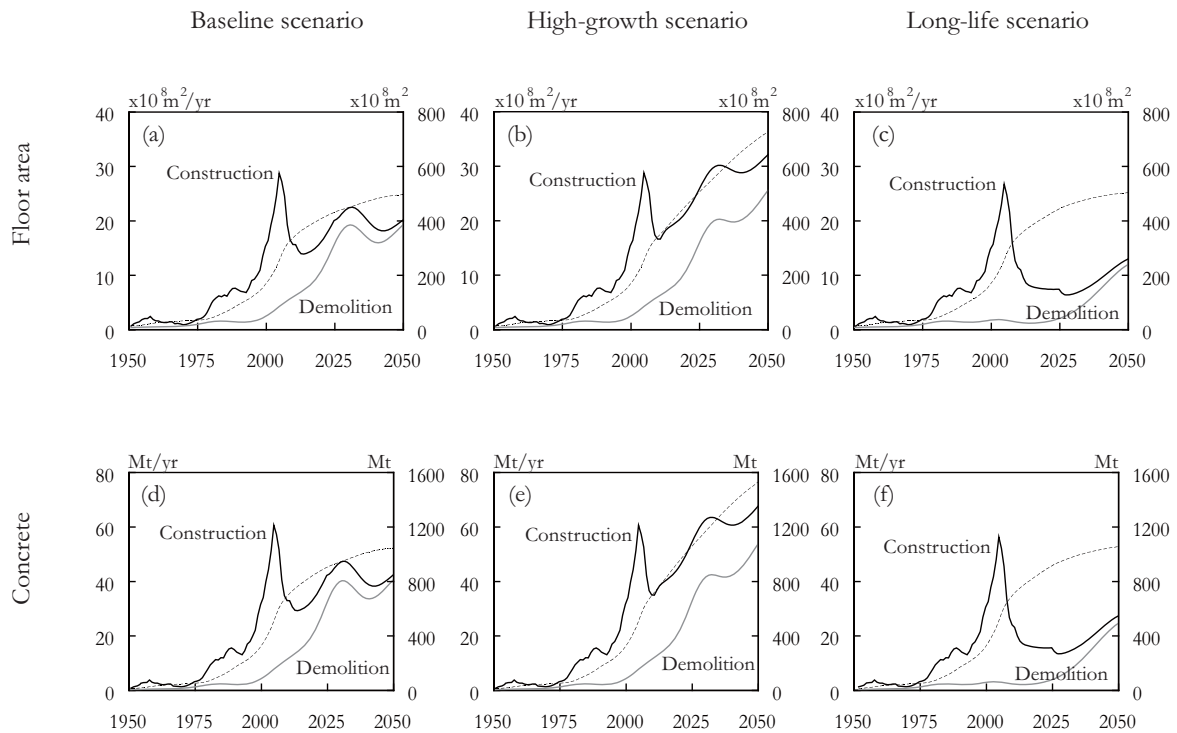 Baseline scenario High-growth scenario Long-life scenario
Floor area
x10⁸m²/yr x10⁸m² x10⁸m²/yr x10⁸m² x10⁸m²/yr x10⁸m²
40 (a) 800 40 (b) 800 40 (c) 800
Construction Construction Construction
30 600 30 600 30 600
20 400 20 400 20 400
10 200 10 200 10 200
Demolition Demolition Demolition
0 0 0 0 0 0
1950 1975 2000 2025 2050 1950 1975 2000 2025 2050 1950 1975 2000 2025 2050
Concrete
Mt/yr Mt Mt/yr Mt Mt/yr Mt
80 (d) 1600 80 (e) 1600 80 (f) 1600
Construction Construction Construction
60 1200 60 1200 60 1200
40 800 40 800 40 800
20 400 20 400 20 400
Demolition Demolition Demolition
0 0 0 0 0 0
1950 1975 2000 2025 2050 1950 1975 2000 2025 2050 1950 1975 2000 2025 2050